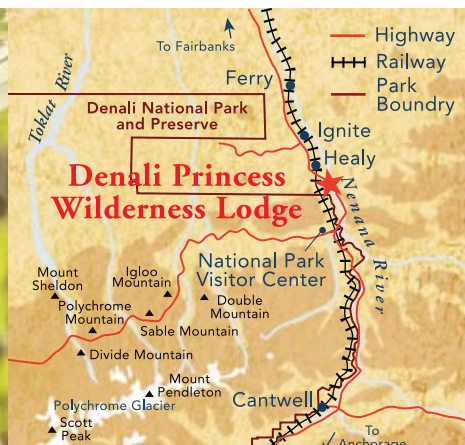 To Fairbanks
Highway
Railway
Park
Boundry
Toklat River
Ferry
Denali National Park
and Preserve
Ignite
Healy
Denali Princess
Wilderness Lodge
Nenana River
National Park
Visitor Center
Mount
Sheldon
Igloo
Mountain
Double
Mountain
Polychrome
Mountain
Sable Mountain
Divide Mountain
Mount
Pendleton
Polychrome Glacier
Cantwell
Scott
Peak
To
Anchorage